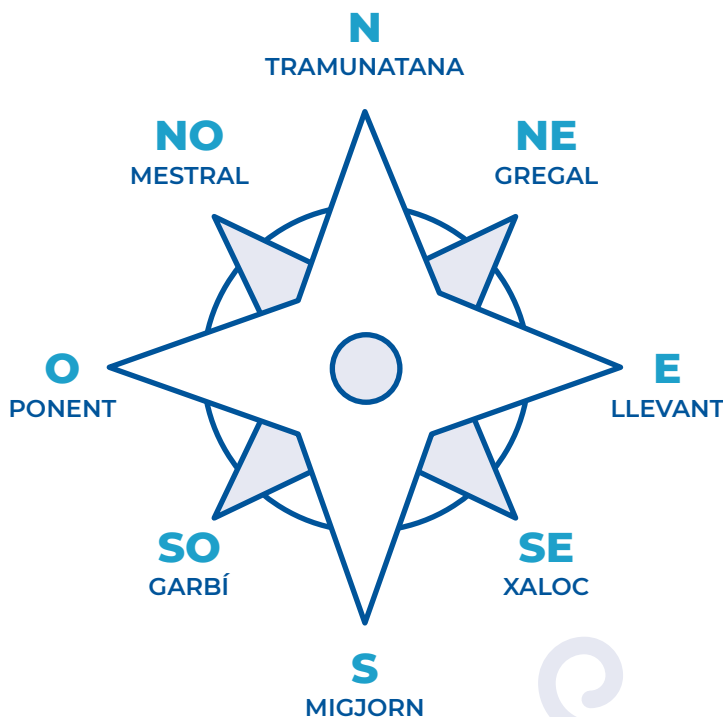 N
TRAMUNATANA
NO
MESTRAL
NE
GREGAL
O
PONENT
E
LLEVANT
SO
GARBÍ
SE
XALOC
S
MIGJORN